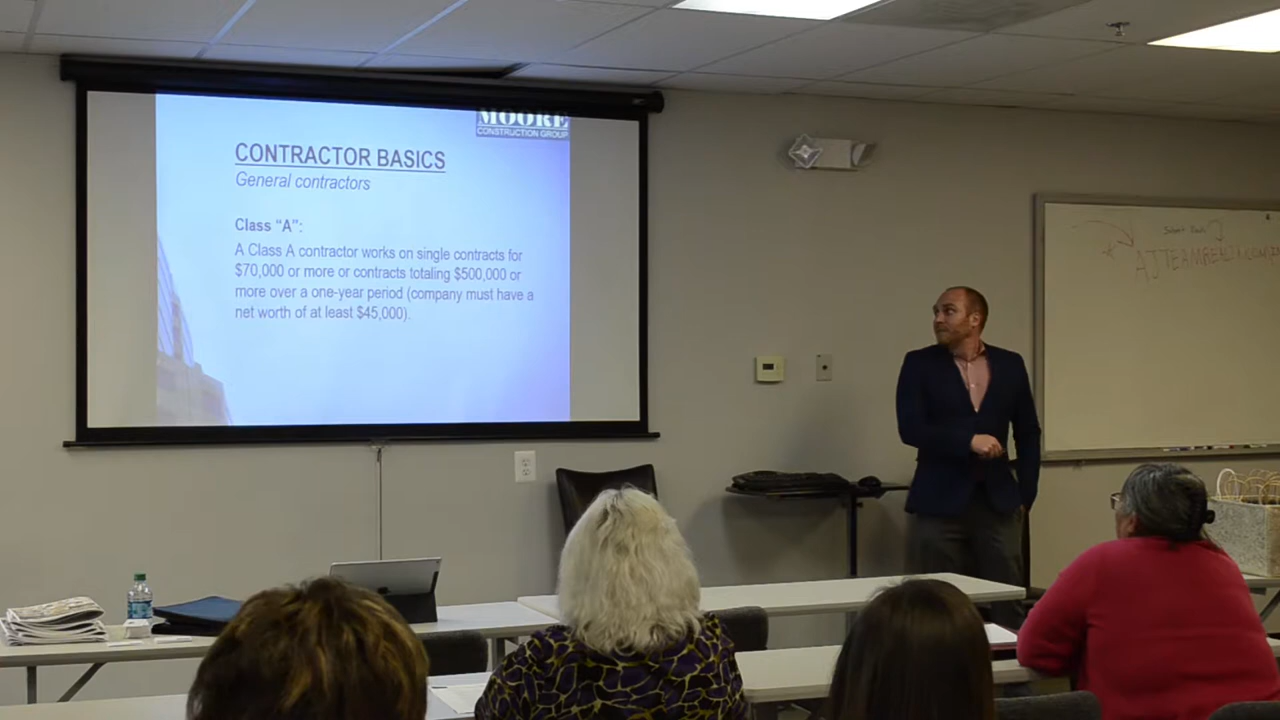 MOORE
CONSTRUCTION GROUP
CONTRACTOR BASICS
General contractors
Class “A”:
A Class A contractor works on single contracts for
$70,000 or more or contracts totaling $500,000 or
more over a one-year period (company must have a
net worth of at least $45,000).